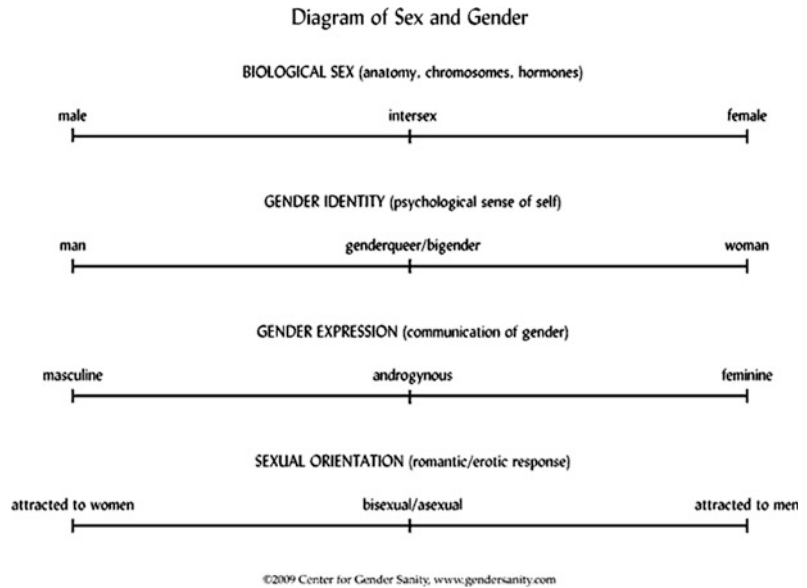 Diagram of Sex and Gender
BIOLOGICAL SEX (anatomy, chromosomes, hormones)
male intersex female
GENDER IDENTITY (psychological sense of self)
man genderqueer/bigender woman
GENDER EXPRESSION (communication of gender)
masculine androgynous feminine
SEXUAL ORIENTATION (romantic/erotic response)
attracted to women bisexual/asexual attracted to men
©2009 Center for Gender Sanity, www.gendersanity.com